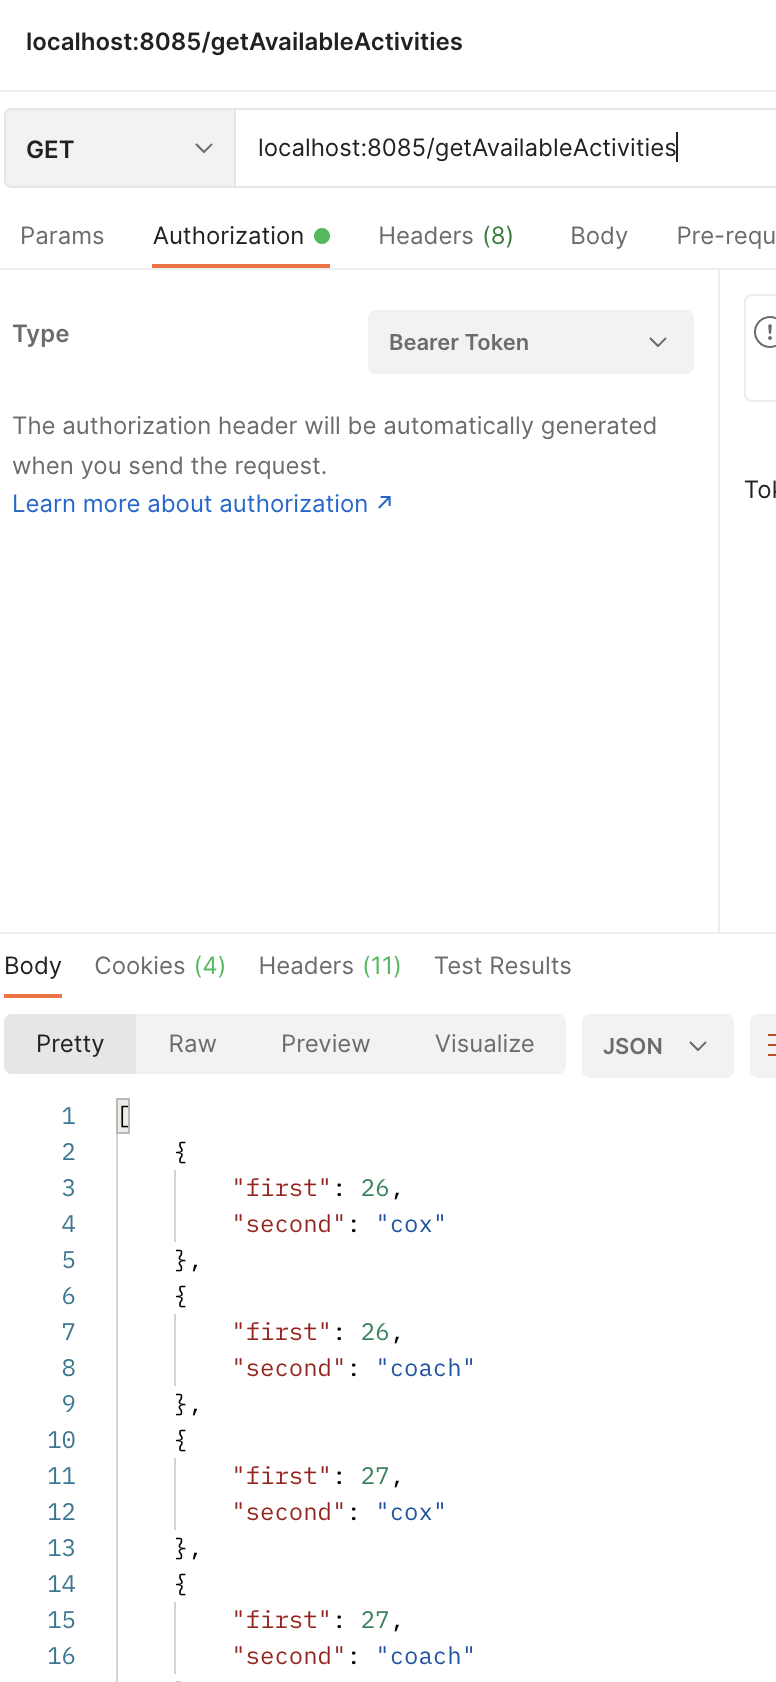 localhost:8085/getAvailableActivities
GET localhost:8085/getAvailableActivities
Params Authorization Headers (8) Body Pre-requ
Type Bearer Token
The authorization header will be automatically generated
when you send the request.
Learn more about authorization ↗
Tok
Body Cookies (4) Headers (11) Test Results
Pretty Raw Preview Visualize JSON
1 [
2 {
3 "first": 26,
4 "second": "cox"
5 },
6 {
7 "first": 26,
8 "second": "coach"
9 },
10 {
11 "first": 27,
12 "second": "cox"
13 },
14 {
15 "first": 27,
16 "second": "coach"